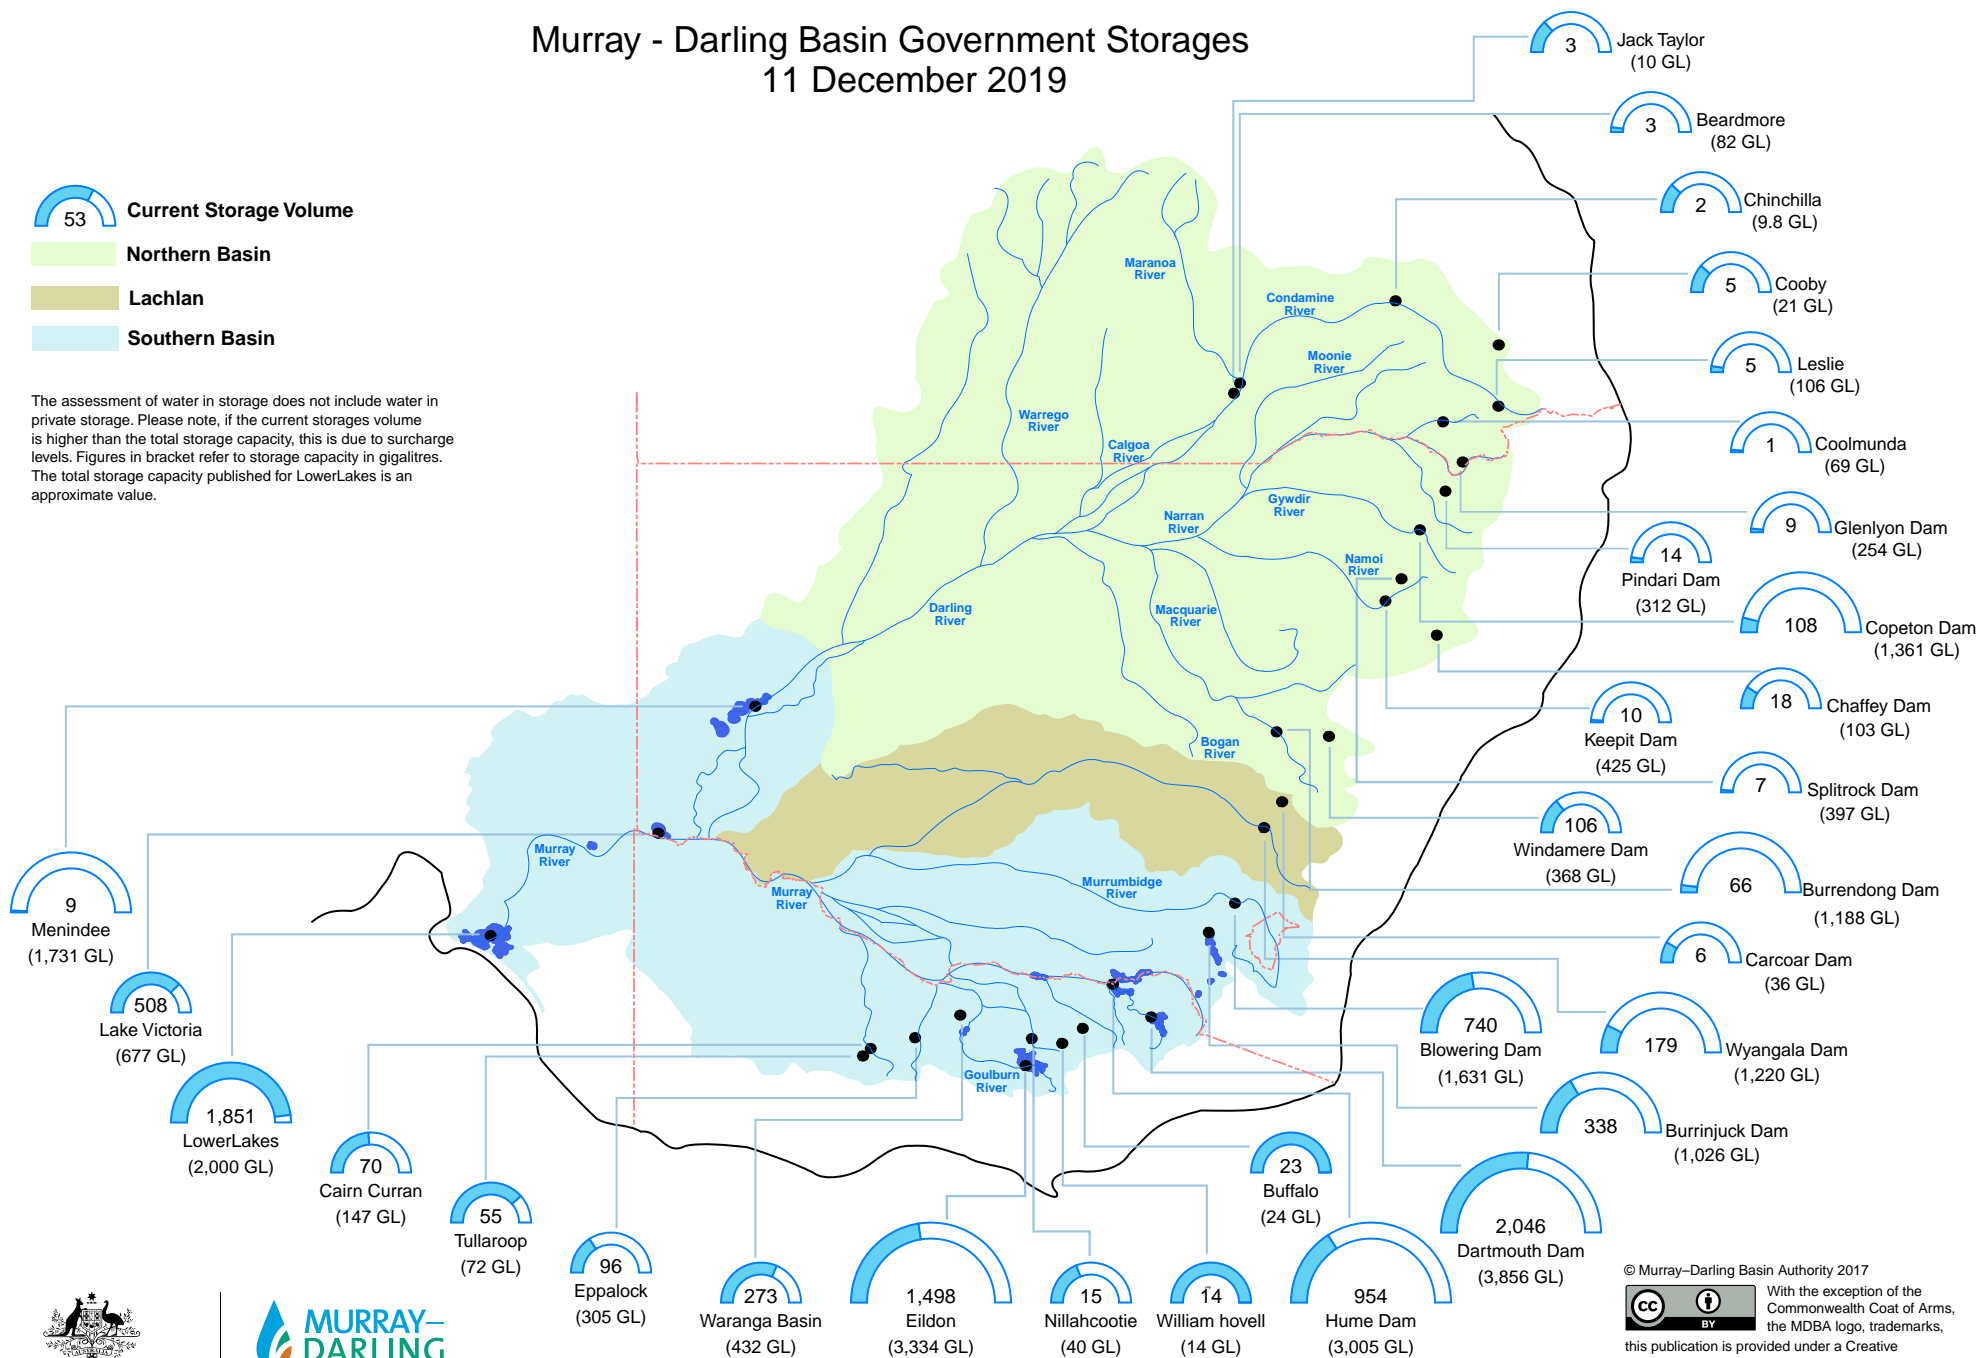 Murray - Darling Basin Government Storages
11 December 2019
53
Current Storage Volume
Northern Basin
Lachlan
Southern Basin
The assessment of water in storage does not include water in
private storage. Please note, if the current storages volume
is higher than the total storage capacity, this is due to surcharge
levels. Figures in bracket refer to storage capacity in gigalitres.
The total storage capacity published for LowerLakes is an
approximate value.
3
Jack Taylor
(10 GL)
3
Beardmore
(82 GL)
2
Chinchilla
(9.8 GL)
5
Cooby
(21 GL)
5
Leslie
(106 GL)
1
Coolmunda
(69 GL)
9
Glenlyon Dam
(254 GL)
14
Pindari Dam
(312 GL)
108
Copeton Dam
(1,361 GL)
18
Chaffey Dam
(103 GL)
10
Keepit Dam
(425 GL)
7
Splitrock Dam
(397 GL)
106
Windamere Dam
(368 GL)
66
Burrendong Dam
(1,188 GL)
6
Carcoar Dam
(36 GL)
740
Blowering Dam
(1,631 GL)
179
Wyangala Dam
(1,220 GL)
338
Burrinjuck Dam
(1,026 GL)
2,046
Dartmouth Dam
(3,856 GL)
23
Buffalo
(24 GL)
954
Hume Dam
(3,005 GL)
14
William hovell
(14 GL)
15
Nillahcootie
(40 GL)
1,498
Eildon
(3,334 GL)
273
Waranga Basin
(432 GL)
96
Eppalock
(305 GL)
55
Tullaroop
(72 GL)
70
Cairn Curran
(147 GL)
1,851
LowerLakes
(2,000 GL)
508
Lake Victoria
(677 GL)
9
Menindee
(1,731 GL)
Maranoa
River
Condamine
River
Moonie
River
Warrego
River
Calgoa
River
Gywdir
River
Narran
River
Namoi
River
Darling
River
Macquarie
River
Bogan
River
Murray
River
Murray
River
Murrumbidge
River
Goulburn
River
AUSTRALIA
MURRAY–
DARLING
© Murray–Darling Basin Authority 2017
cc
BY
With the exception of the
Commonwealth Coat of Arms,
the MDBA logo, trademarks,
this publication is provided under a Creative